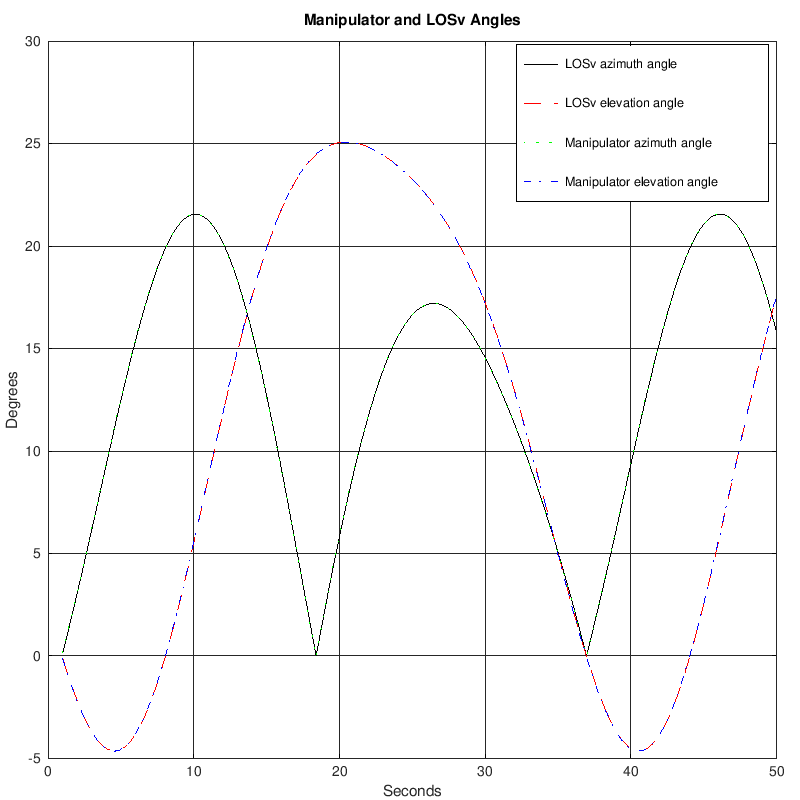 Manipulator and LOSv Angles
LOSv azimuth angle
LOSv elevation angle
Manipulator azimuth angle
Manipulator elevation angle
30
25
20
15
10
5
0
-5
Degrees
0 10 20 30 40 50
Seconds